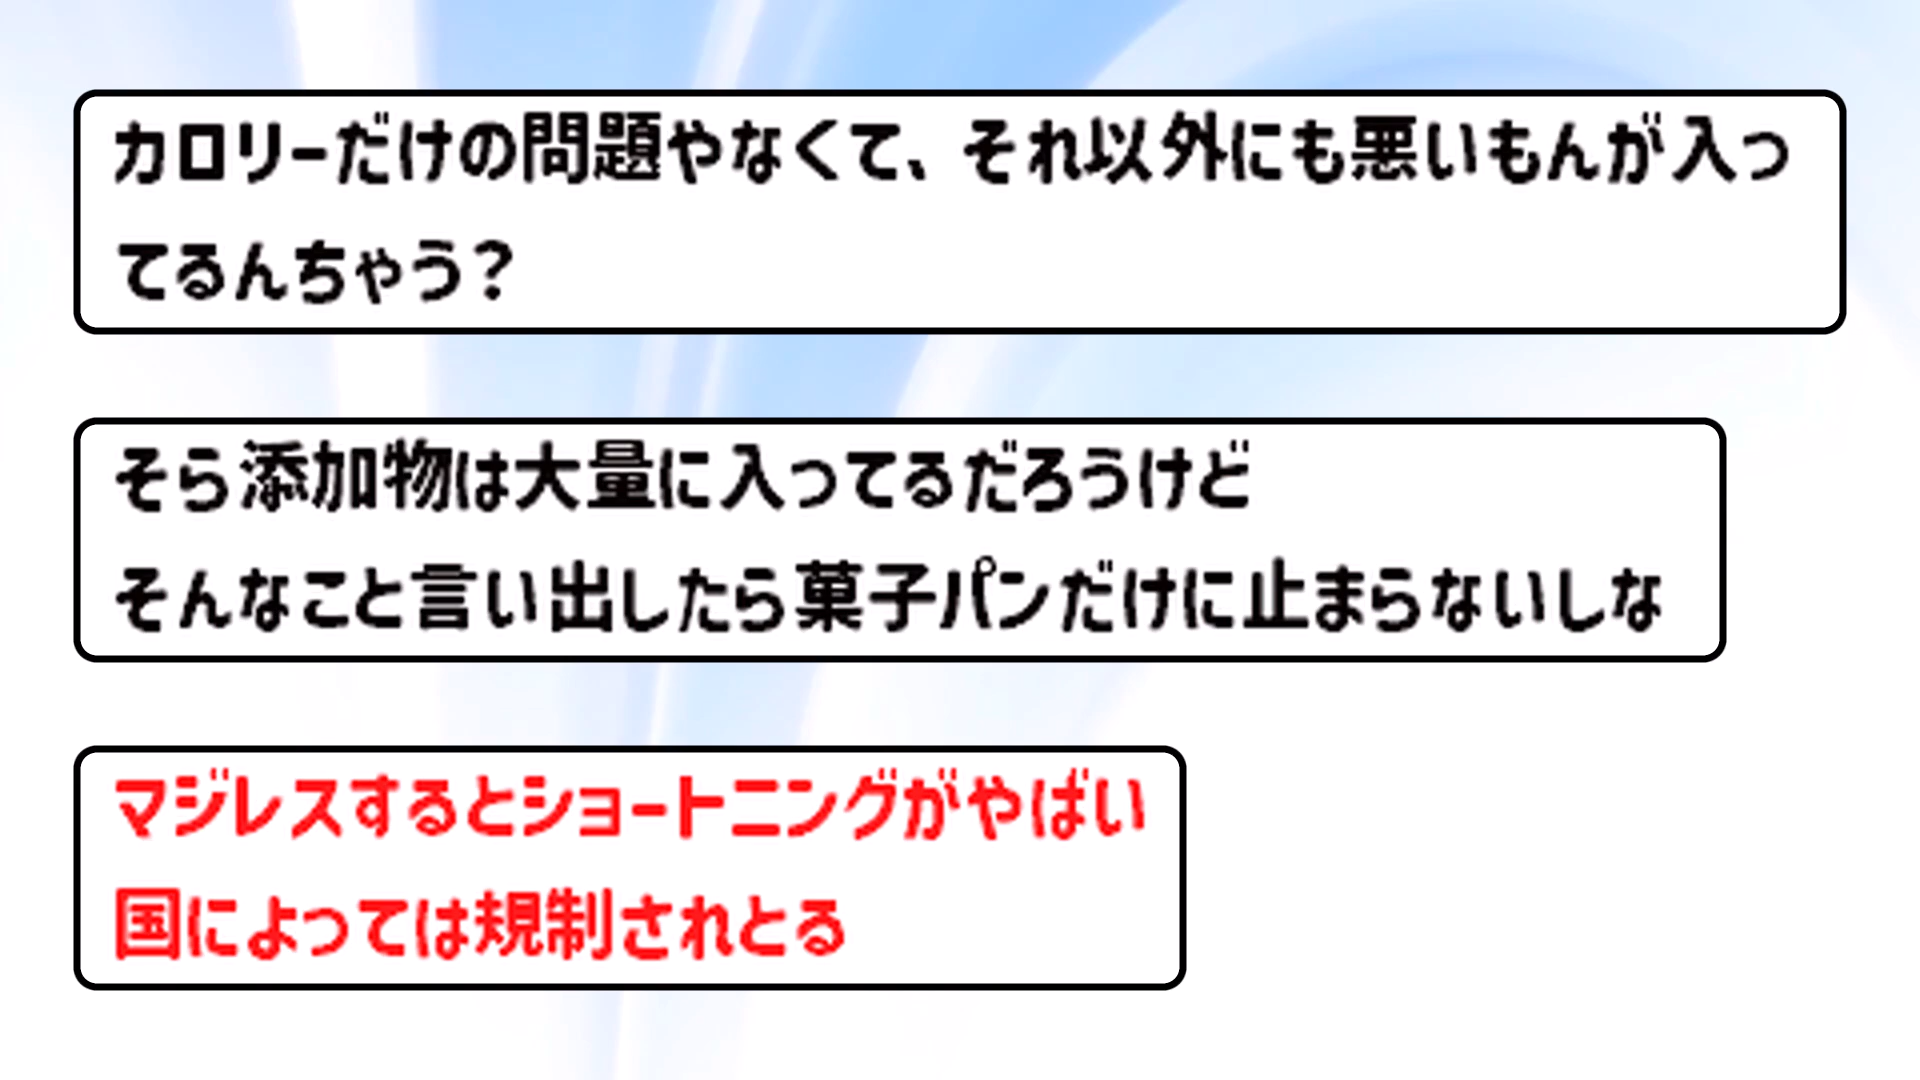 カロリーだけの問題やなくて、それ以外にも悪いもんが入っ
てるんちゃう？
そら添加物は大量に入ってるだろうけど
そんなこと言い出したら菓子パンだけに止まらないしな
マジレスするとショートニングがやばい
国によっては規制されとる